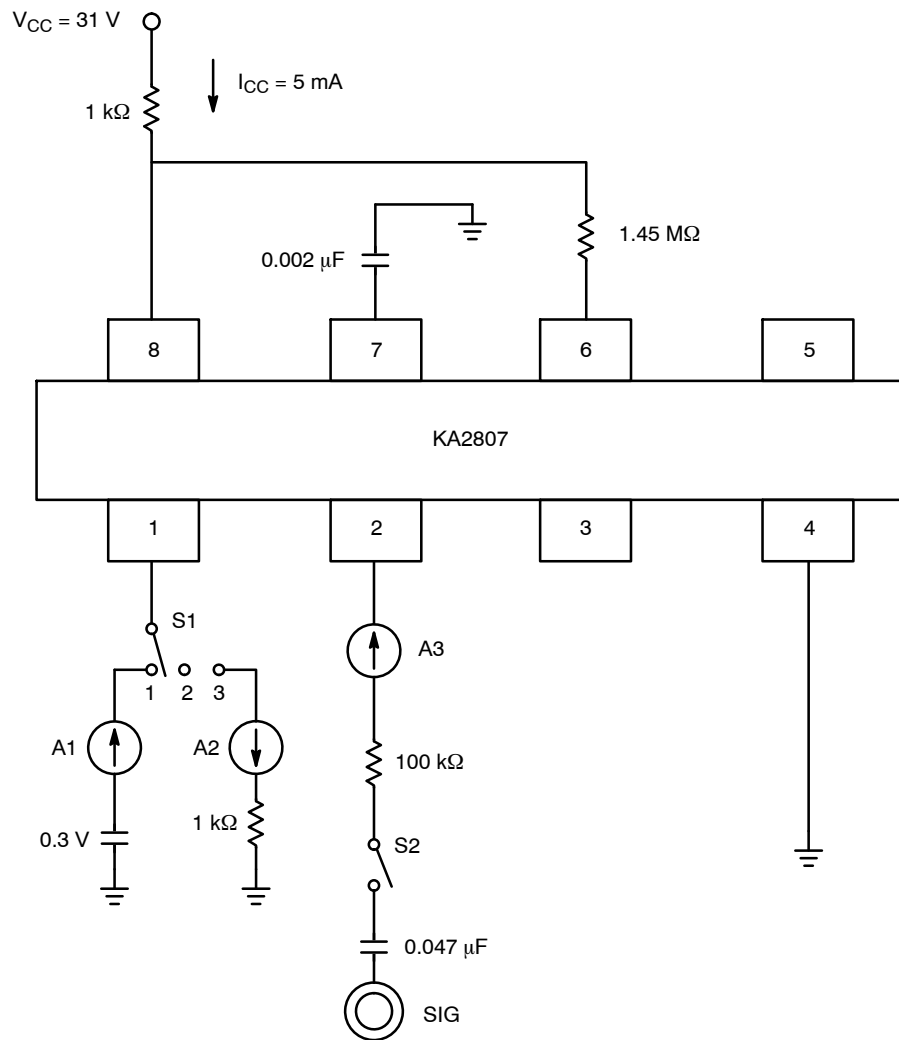 VCC = 31 V
ICC = 5 mA
1 kΩ
0.002 μF
1.45 MΩ
8
7
6
5
KA2807
1
2
3
4
S1
1
2
3
A3
A1
A2
100 kΩ
0.3 V
1 kΩ
S2
0.047 μF
SIG